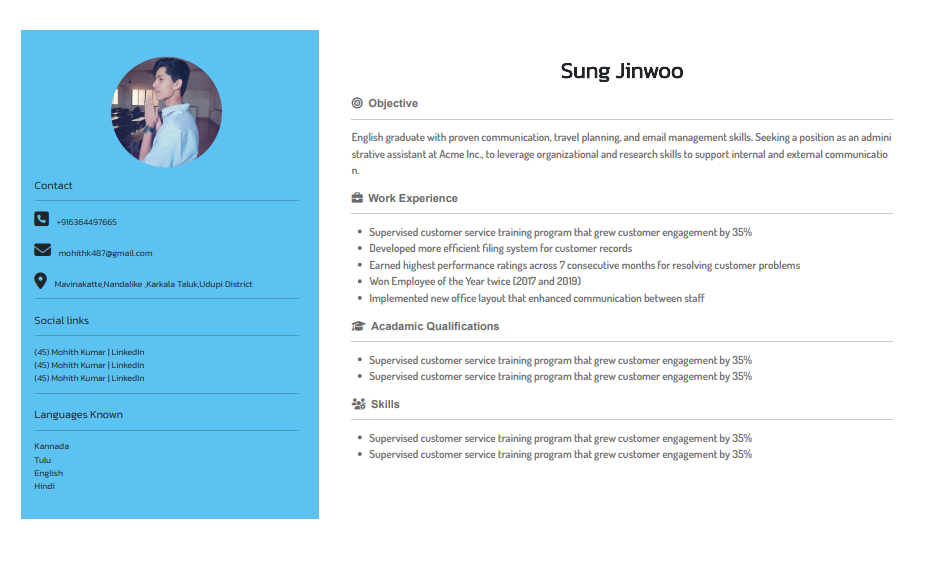 Contact
+916364497665
mohithk487@gmail.com
Mavinakatte,Nandalike ,Karkala Taluk,Udupi District
Social links
(45) Mohith Kumar | LinkedIn
(45) Mohith Kumar | LinkedIn
(45) Mohith Kumar | LinkedIn
Languages Known
Kannada
Tulu
English
Hindi
Sung Jinwoo
Objective
English graduate with proven communication, travel planning, and email management skills. Seeking a position as an admini
strative assistant at Acme Inc., to leverage organizational and research skills to support internal and external communicatio
n.
Work Experience
Supervised customer service training program that grew customer engagement by 35%
Developed more efficient filing system for customer records
Earned highest performance ratings across 7 consecutive months for resolving customer problems
Won Employee of the Year twice (2017 and 2019)
Implemented new office layout that enhanced communication between staff
Acadamic Qualifications
Supervised customer service training program that grew customer engagement by 35%
Supervised customer service training program that grew customer engagement by 35%
Skills
Supervised customer service training program that grew customer engagement by 35%
Supervised customer service training program that grew customer engagement by 35%